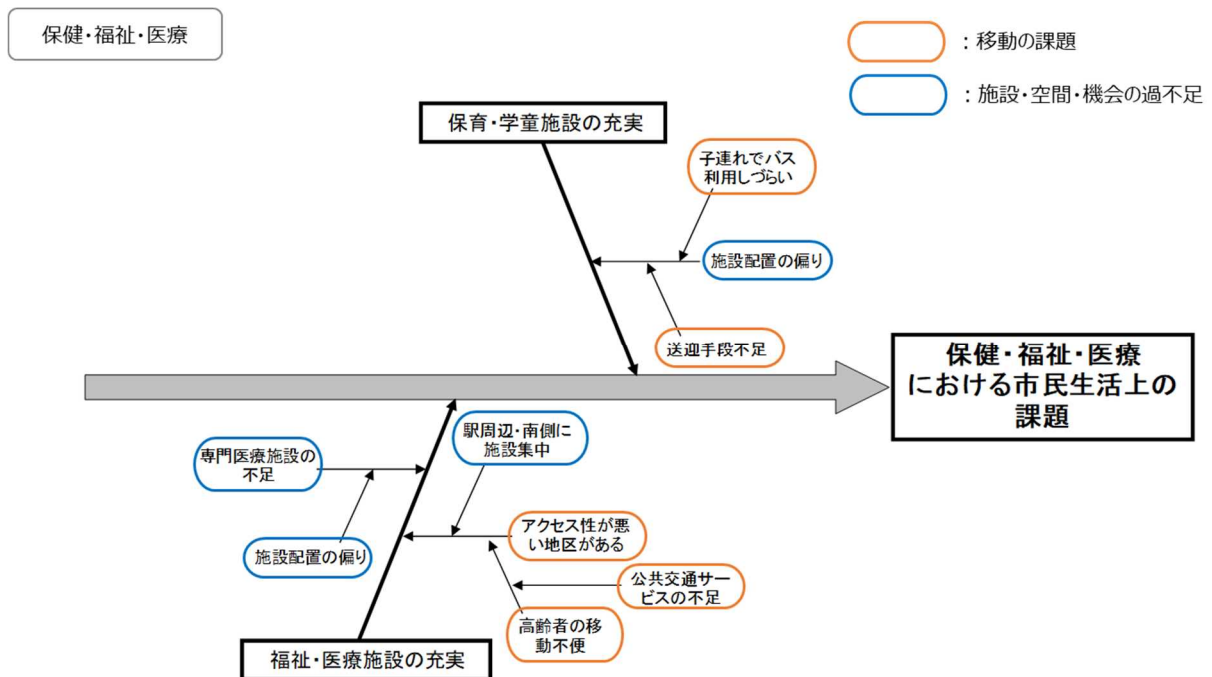 保健・福祉・医療
：移動の課題
：施設・空間・機会の過不足
保育・学童施設の充実
子連れでバス
利用しづらい
施設配置の偏り
送迎手段不足
保健・福祉・医療
における市民生活上の
課題
駅周辺・南側に
施設集中
専門医療施設の
不足
アクセス性が悪
い地区がある
施設配置の偏り
公共交通サー
ビスの不足
高齢者の移
動不便
福祉・医療施設の充実